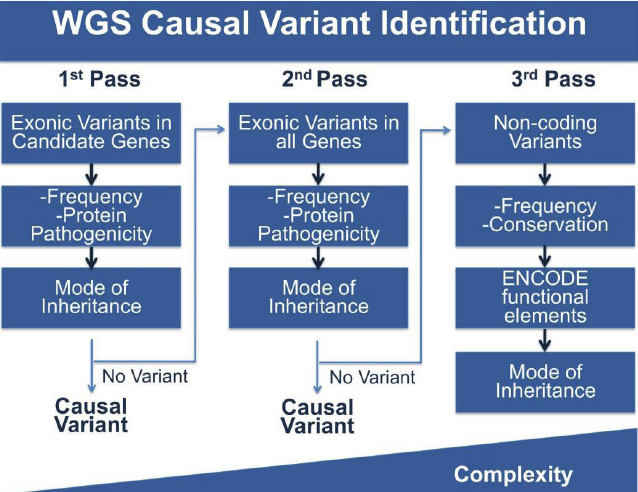 WGS Causal Variant Identification
1st Pass
Exonic Variants in
Candidate Genes
-Frequency
-Protein
Pathogenicity
Mode of
Inheritance
No Variant
Causal
Variant
2nd Pass
Exonic Variants in
all Genes
-Frequency
-Protein
Pathogenicity
Mode of
Inheritance
No Variant
Causal
Variant
3rd Pass
Non-coding
Variants
-Frequency
-Conservation
ENCODE
functional
elements
Mode of
Inheritance
Complexity